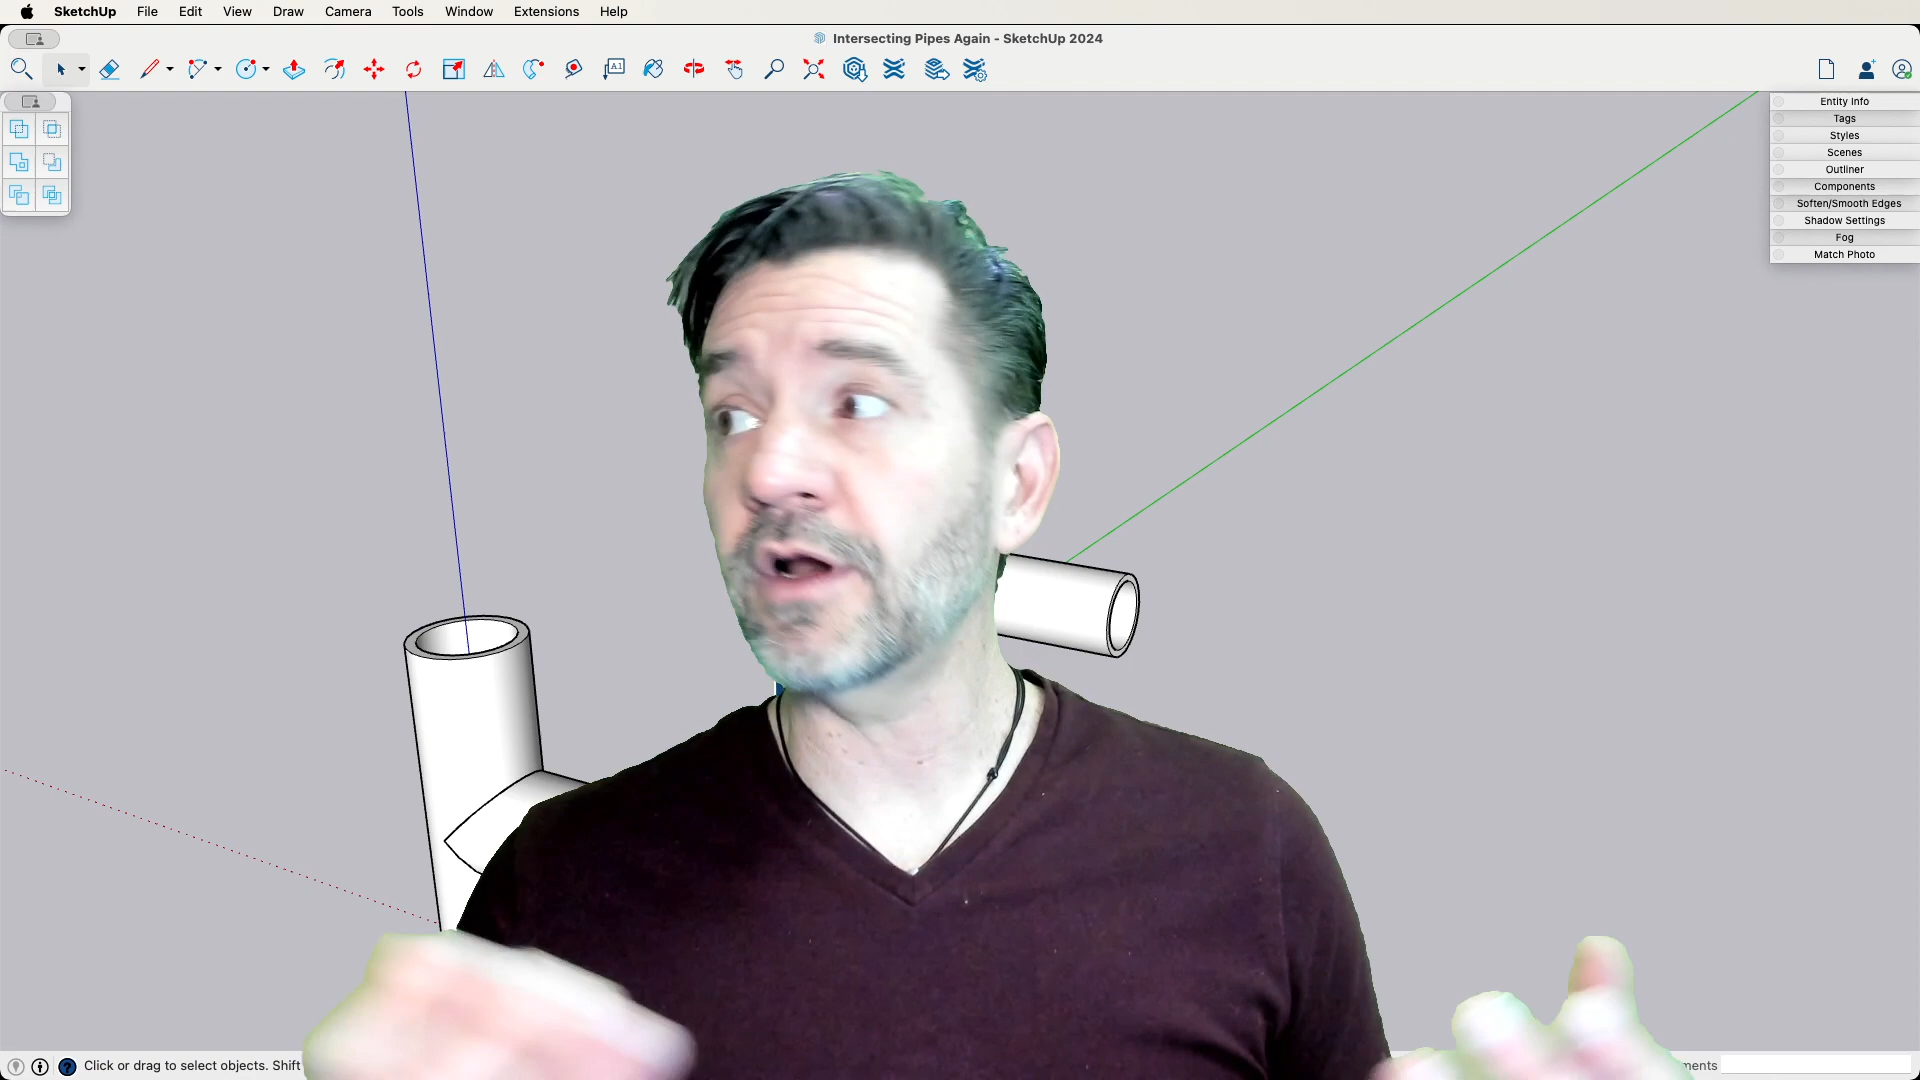 SketchUp File Edit View Draw Camera Tools Window Extensions Help
Intersecting Pipes Again - SketchUp 2024
A1
Entity Info
Tags
Styles
Scenes
Outliner
Components
Soften/Smooth Edges
Shadow Settings
Fog
Match Photo
Click or drag to select objects. Shift
ments